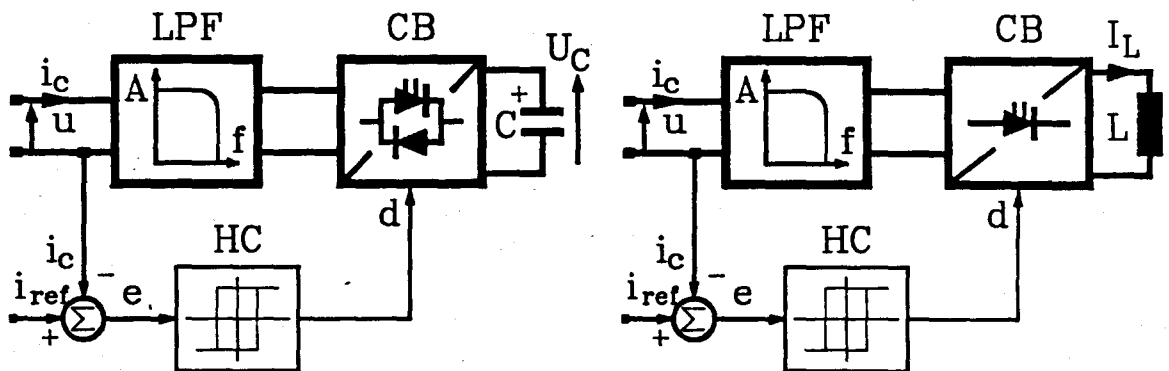 LPF CB
i_c u A f + C U_C
d
HC
i_c −
i_ref + Σ e
LPF CB
i_c u A f I_L L
d
HC
i_c −
i_ref + Σ e